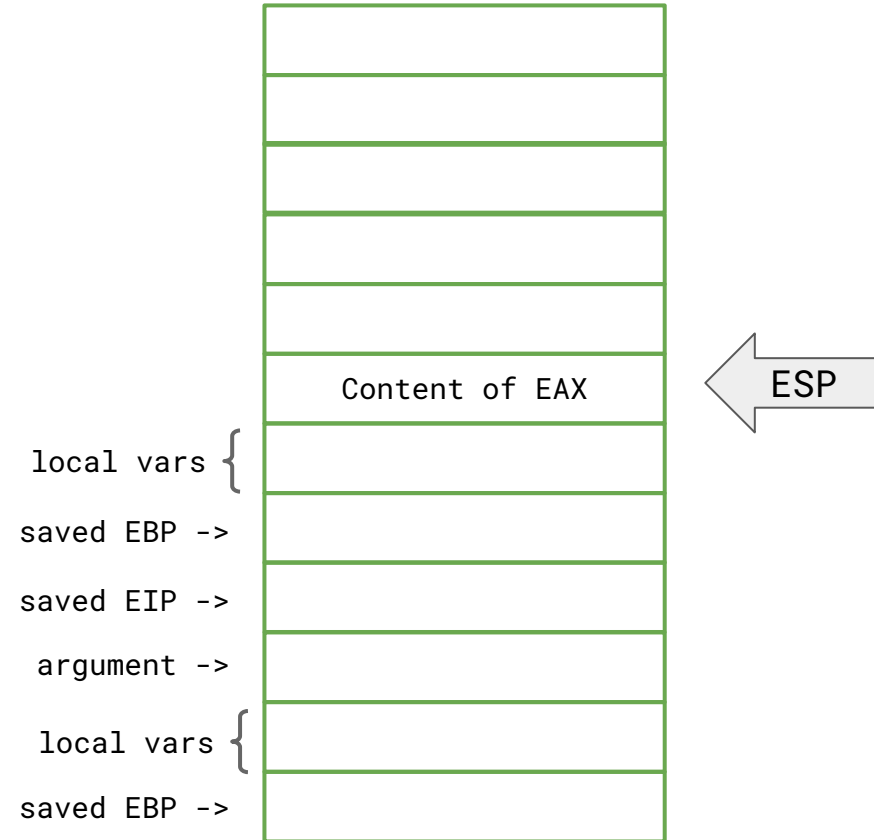 Content of EAX
ESP
local vars {
saved EBP ->
saved EIP ->
argument ->
local vars {
saved EBP ->